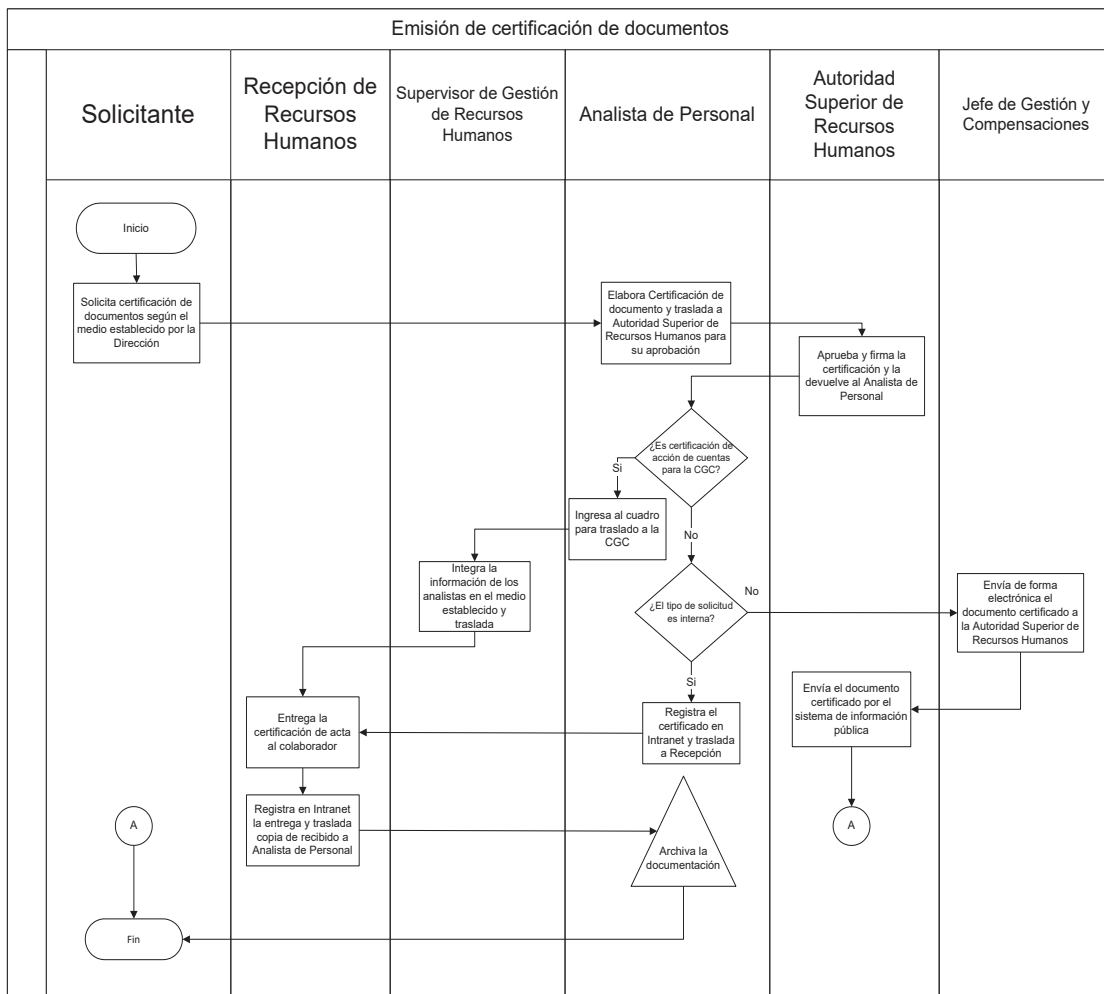 Emisión de certificación de documentos
Solicitante
Recepción de
Recursos
Humanos
Supervisor de Gestión
de Recursos
Humanos
Analista de Personal
Autoridad
Superior de
Recursos
Humanos
Jefe de Gestión y
Compensaciones
Inicio
Solicita certificación de
documentos según el
medio establecido por la
Dirección
Elabora Certificación de
documento y traslada a
Autoridad Superior de
Recursos Humanos para
su aprobación
Aprueba y firma la
certificación y la
devuelve al Analista de
Personal
¿Es certificación de
acción de cuentas
para la CGC?
Si
No
Ingresa al cuadro
para traslado a la
CGC
Integra la
información de los
analistas en el medio
establecido y
traslada
¿El tipo de solicitud
es interna?
No
Si
Envía de forma
electrónica el
documento certificado a
la Autoridad Superior de
Recursos Humanos
Envía el documento
certificado por el
sistema de información
pública
Registra el
certificado en
Intranet y traslada
a Recepción
Entrega la
certificación de acta
al colaborador
Registra en Intranet
la entrega y traslada
copia de recibido a
Analista de Personal
Archiva la
documentación
A
A
Fin